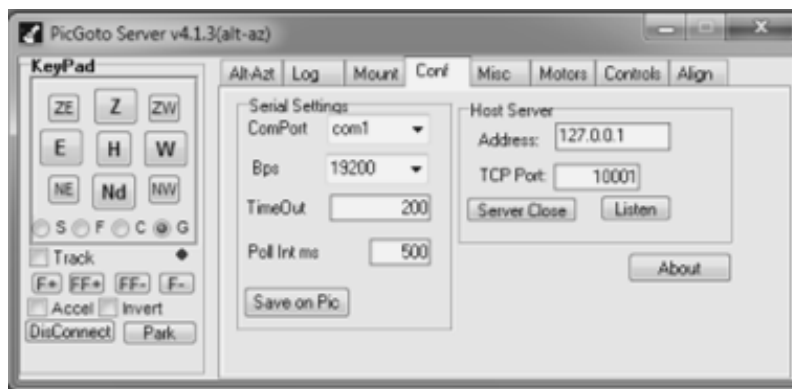 PicGoto Server v4.1.3(alt-az)
KeyPad
ZE Z ZW
E H W
NE Nd NW
S F C G
Track
F+ FF+ FF- F-
Accel Invert
DisConnect Park
Alt-Azt Log Mount Conf Misc Motors Controls Align
Serial Settings
ComPort com1
Bps 19200
TimeOut 200
Poll Int ms 500
Save on Pic
Host Server
Address: 127.0.0.1
TCP Port: 10001
Server Close Listen
About